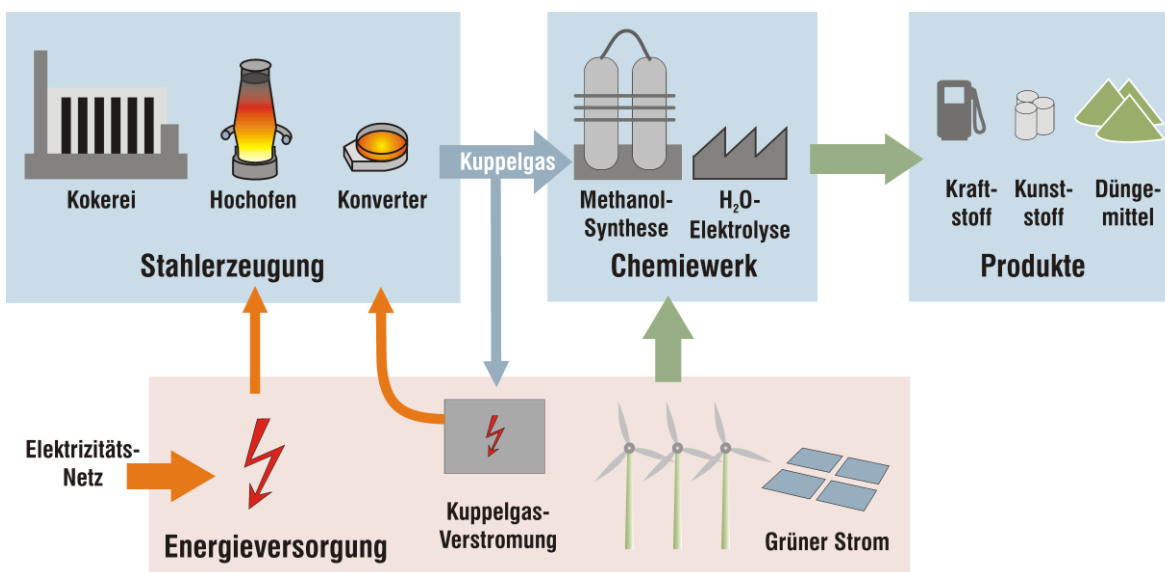 Kokerei
Hochofen
Konverter
Stahlerzeugung
Kuppelgas
Methanol-
Synthese
H₂O-
Elektrolyse
Chemiewerk
Kraft-
stoff
Kunst-
stoff
Dünge-
mittel
Produkte
Elektrizitäts-
Netz
Energieversorgung
Kuppelgas-
Verstromung
Grüner Strom